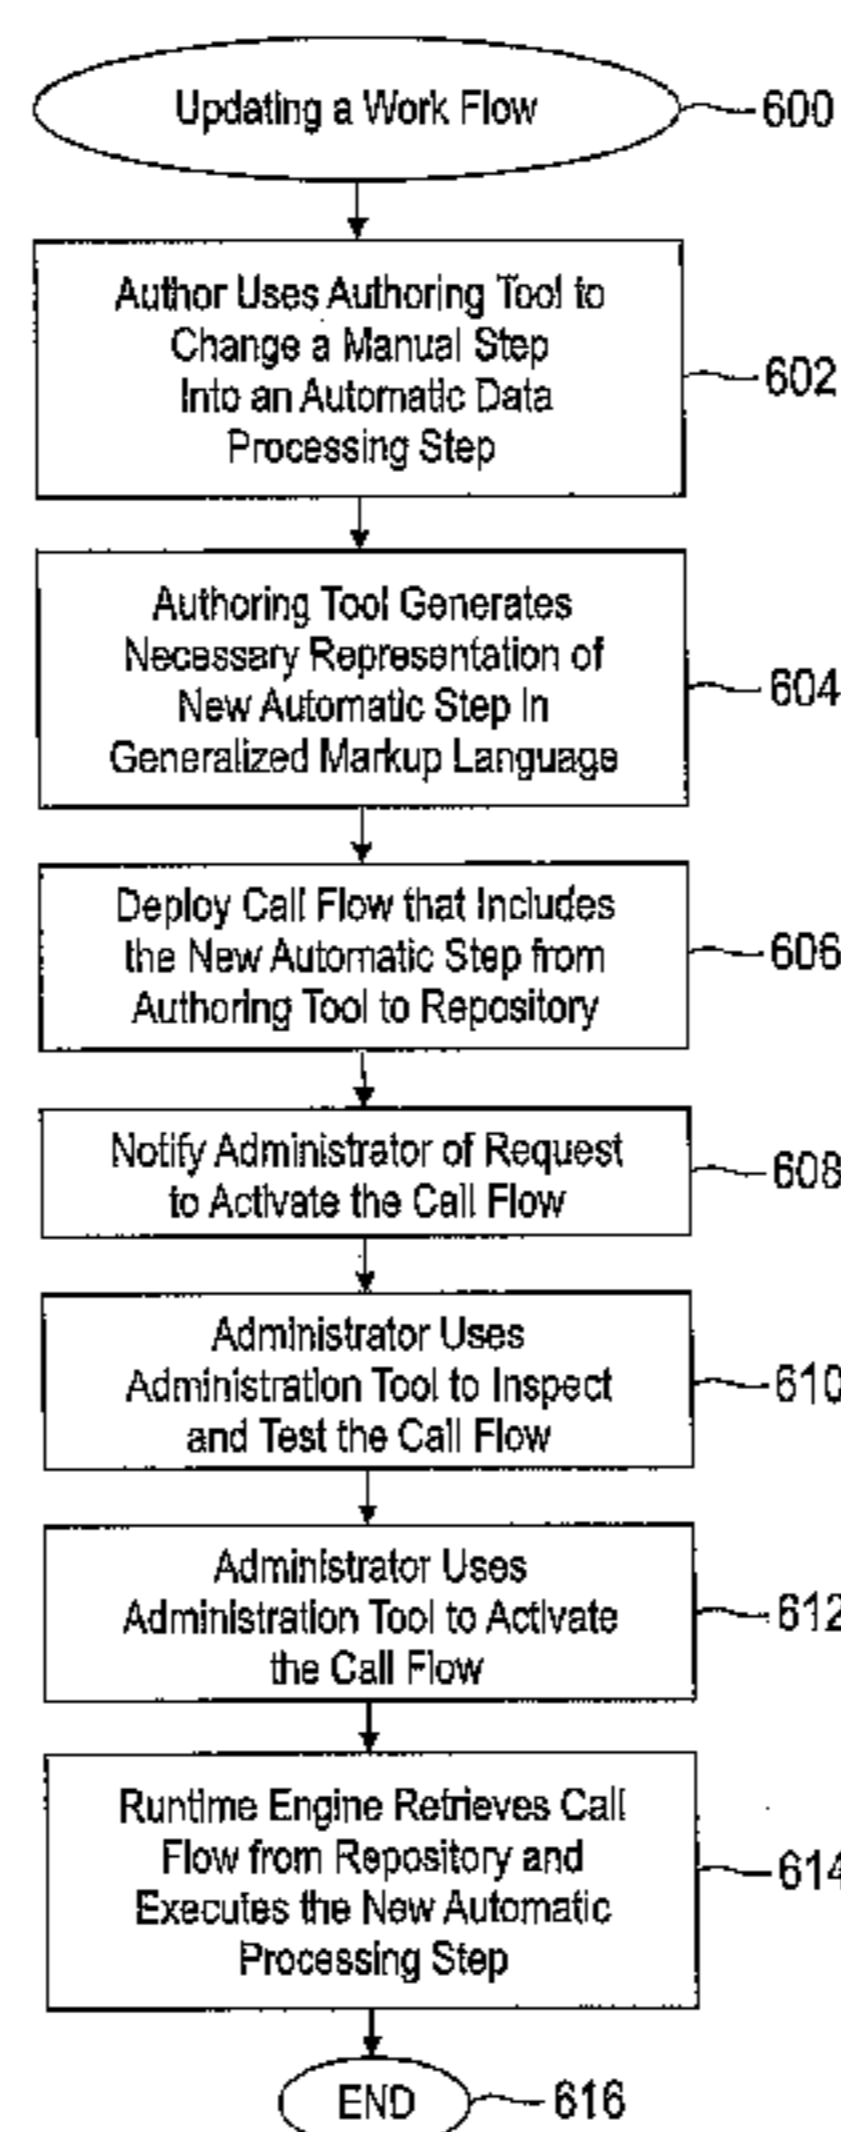 Updating a Work Flow
600
Author Uses Authoring Tool to
Change a Manual Step
Into an Automatic Data
Processing Step
602
Authoring Tool Generates
Necessary Representation of
New Automatic Step In
Generalized Markup Language
604
Deploy Call Flow that Includes
the New Automatic Step from
Authoring Tool to Repository
606
Notify Administrator of Request
to Activate the Call Flow
608
Administrator Uses
Administration Tool to Inspect
and Test the Call Flow
610
Administrator Uses
Administration Tool to Activate
the Call Flow
612
Runtime Engine Retrieves Call
Flow from Repository and
Executes the New Automatic
Processing Step
614
END
616